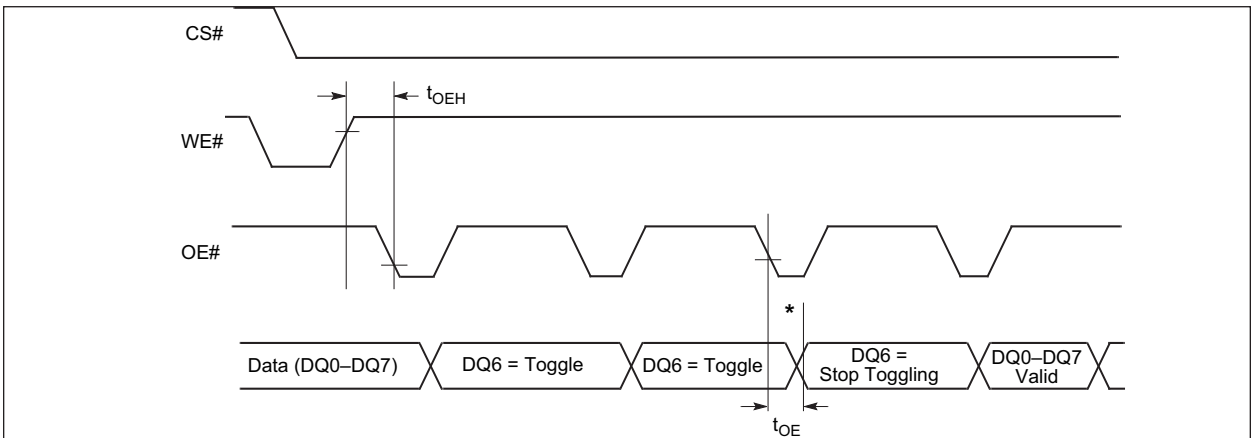 CS#
tOEH
WE#
OE#
*
Data (DQ0–DQ7)
DQ6 = Toggle
DQ6 = Toggle
DQ6 =
Stop Toggling
DQ0–DQ7
Valid
tOE